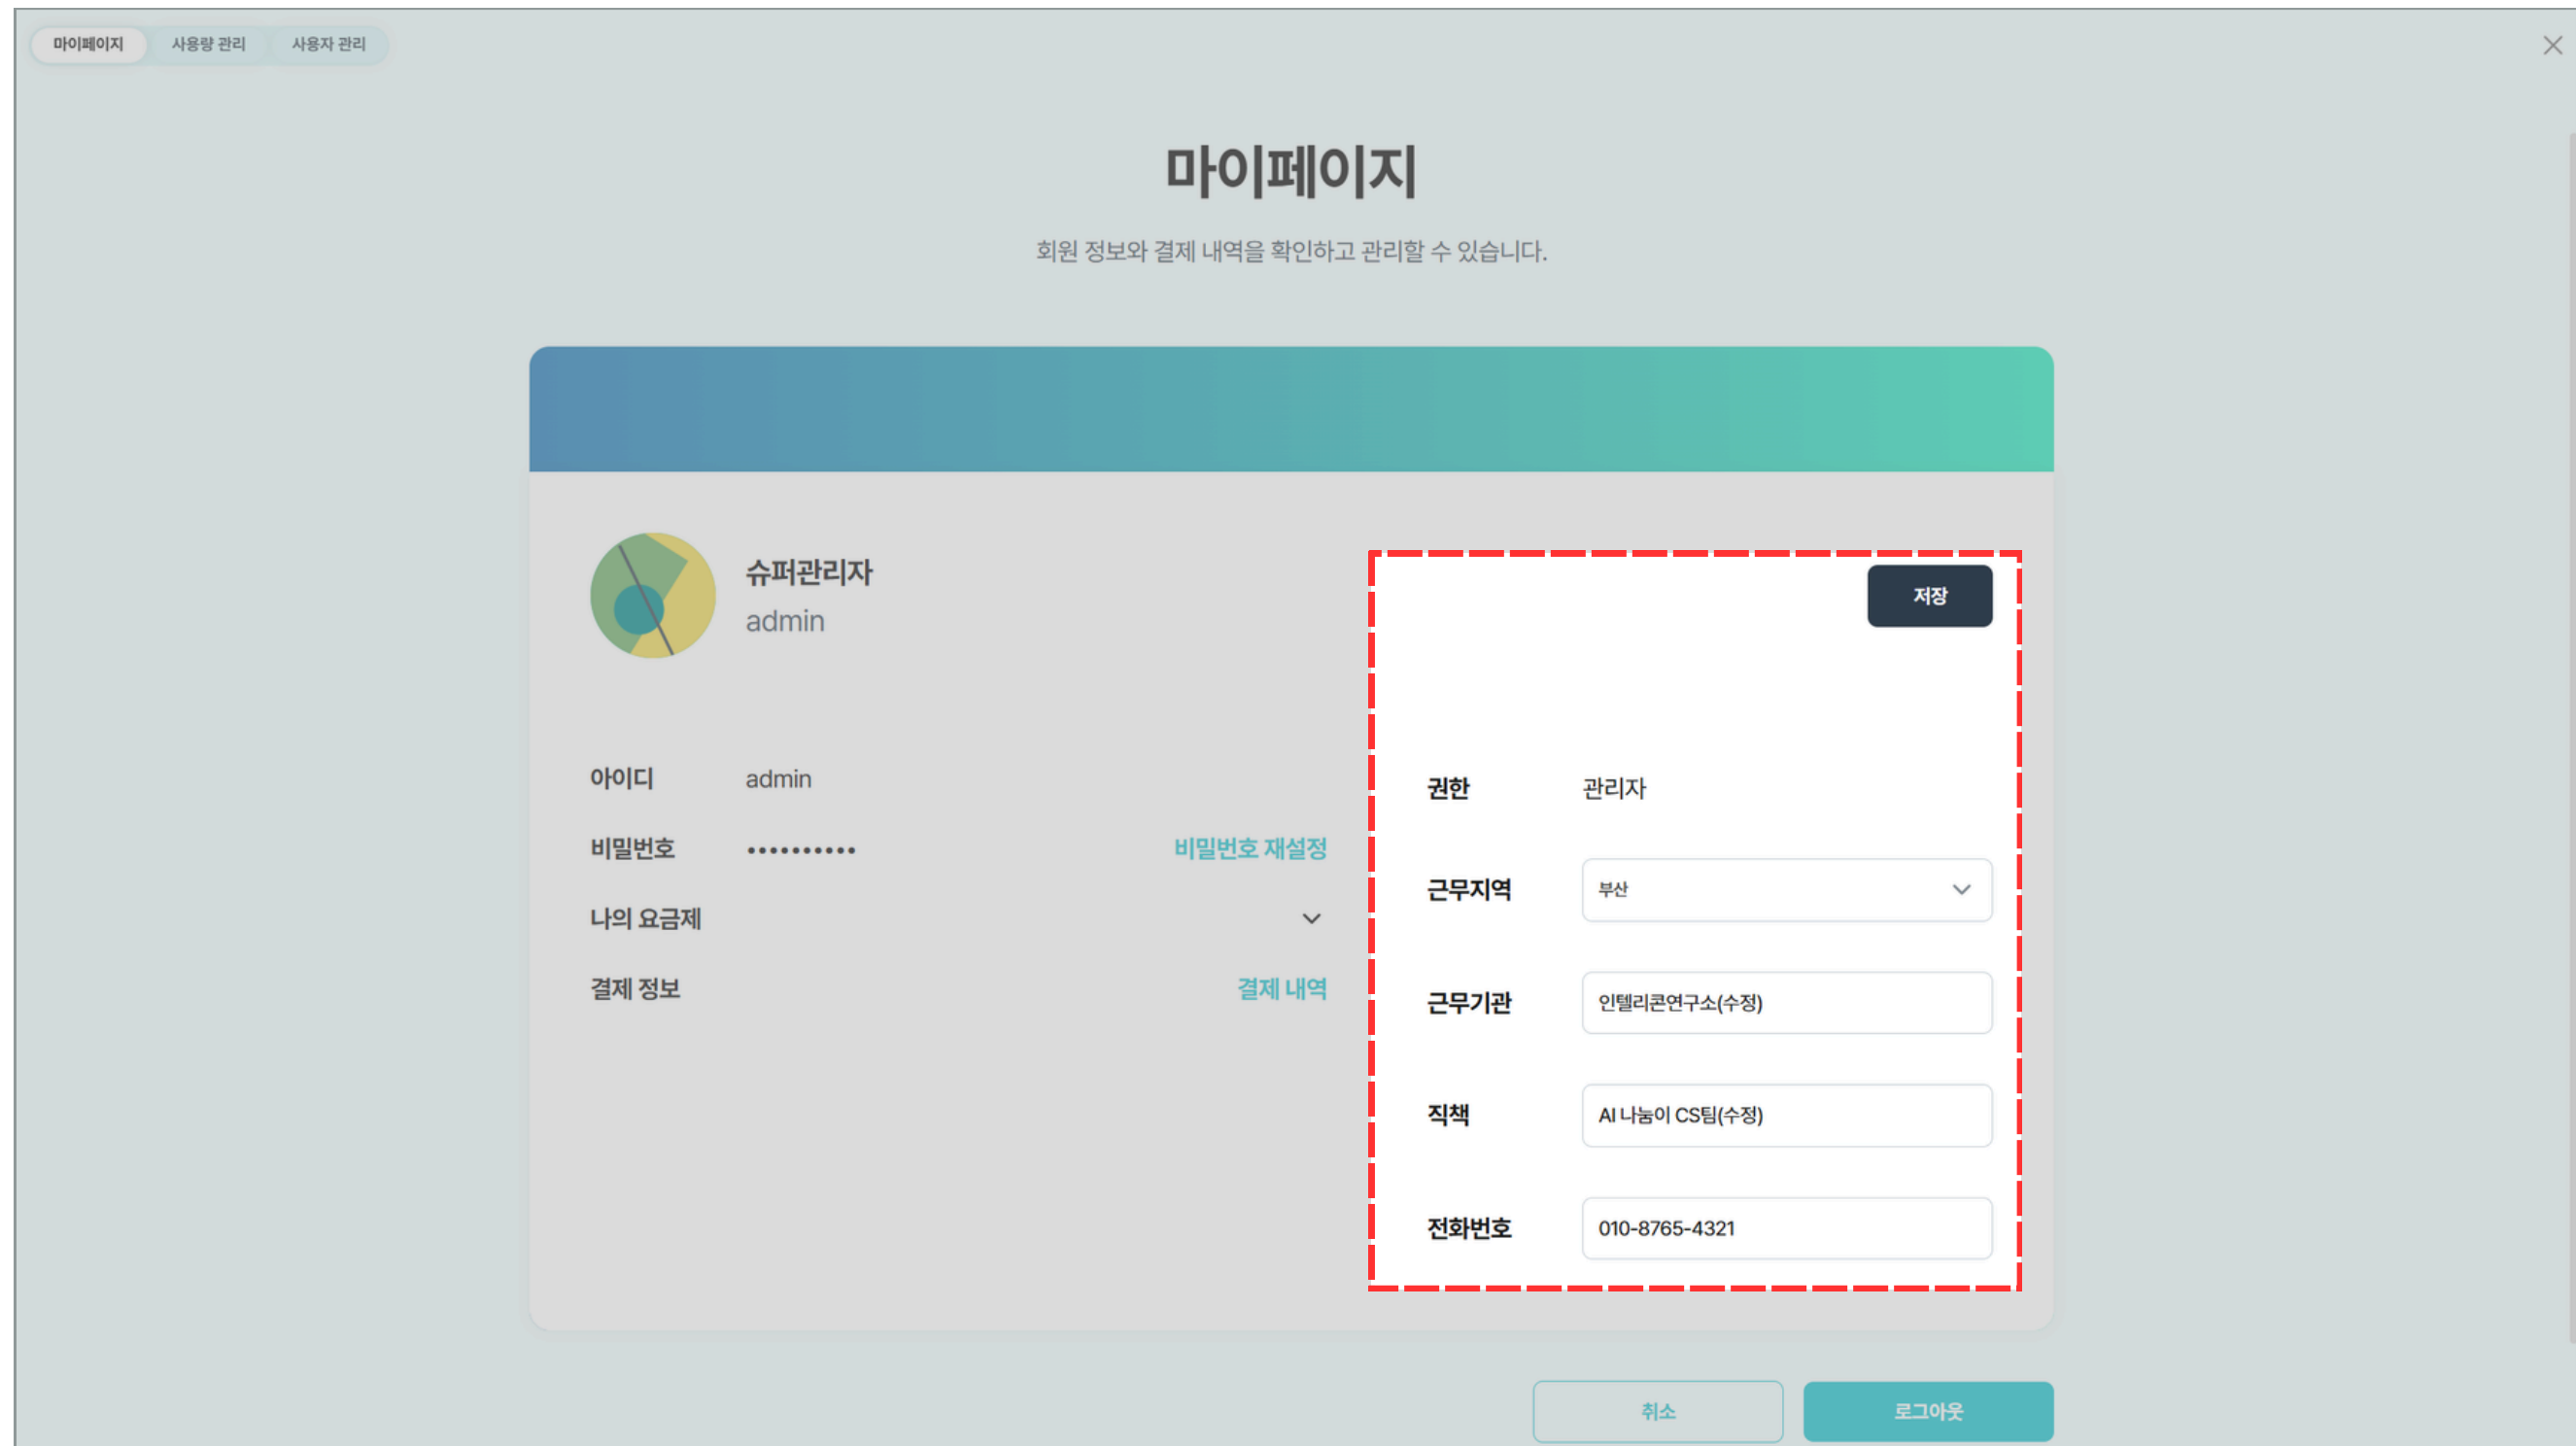 마이페이지 사용량 관리 사용자 관리
마이페이지
회원 정보와 결제 내역을 확인하고 관리할 수 있습니다.
슈퍼관리자
admin
아이디 admin
비밀번호 •••••••••• 비밀번호 재설정
나의 요금제
결제 정보 결제 내역
저장
권한 관리자
근무지역 부산
근무기관 인텔리콘연구소(수정)
직책 AI 나눔이 CS팀(수정)
전화번호 010-8765-4321
취소 로그아웃